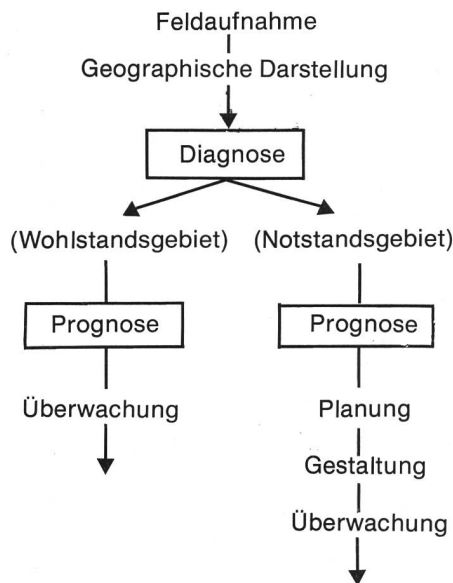 Feldaufnahme
Geographische Darstellung
Diagnose
(Wohlstandsgebiet) (Notstandsgebiet)
Prognose Prognose
Überwachung Planung
Gestaltung
Überwachung